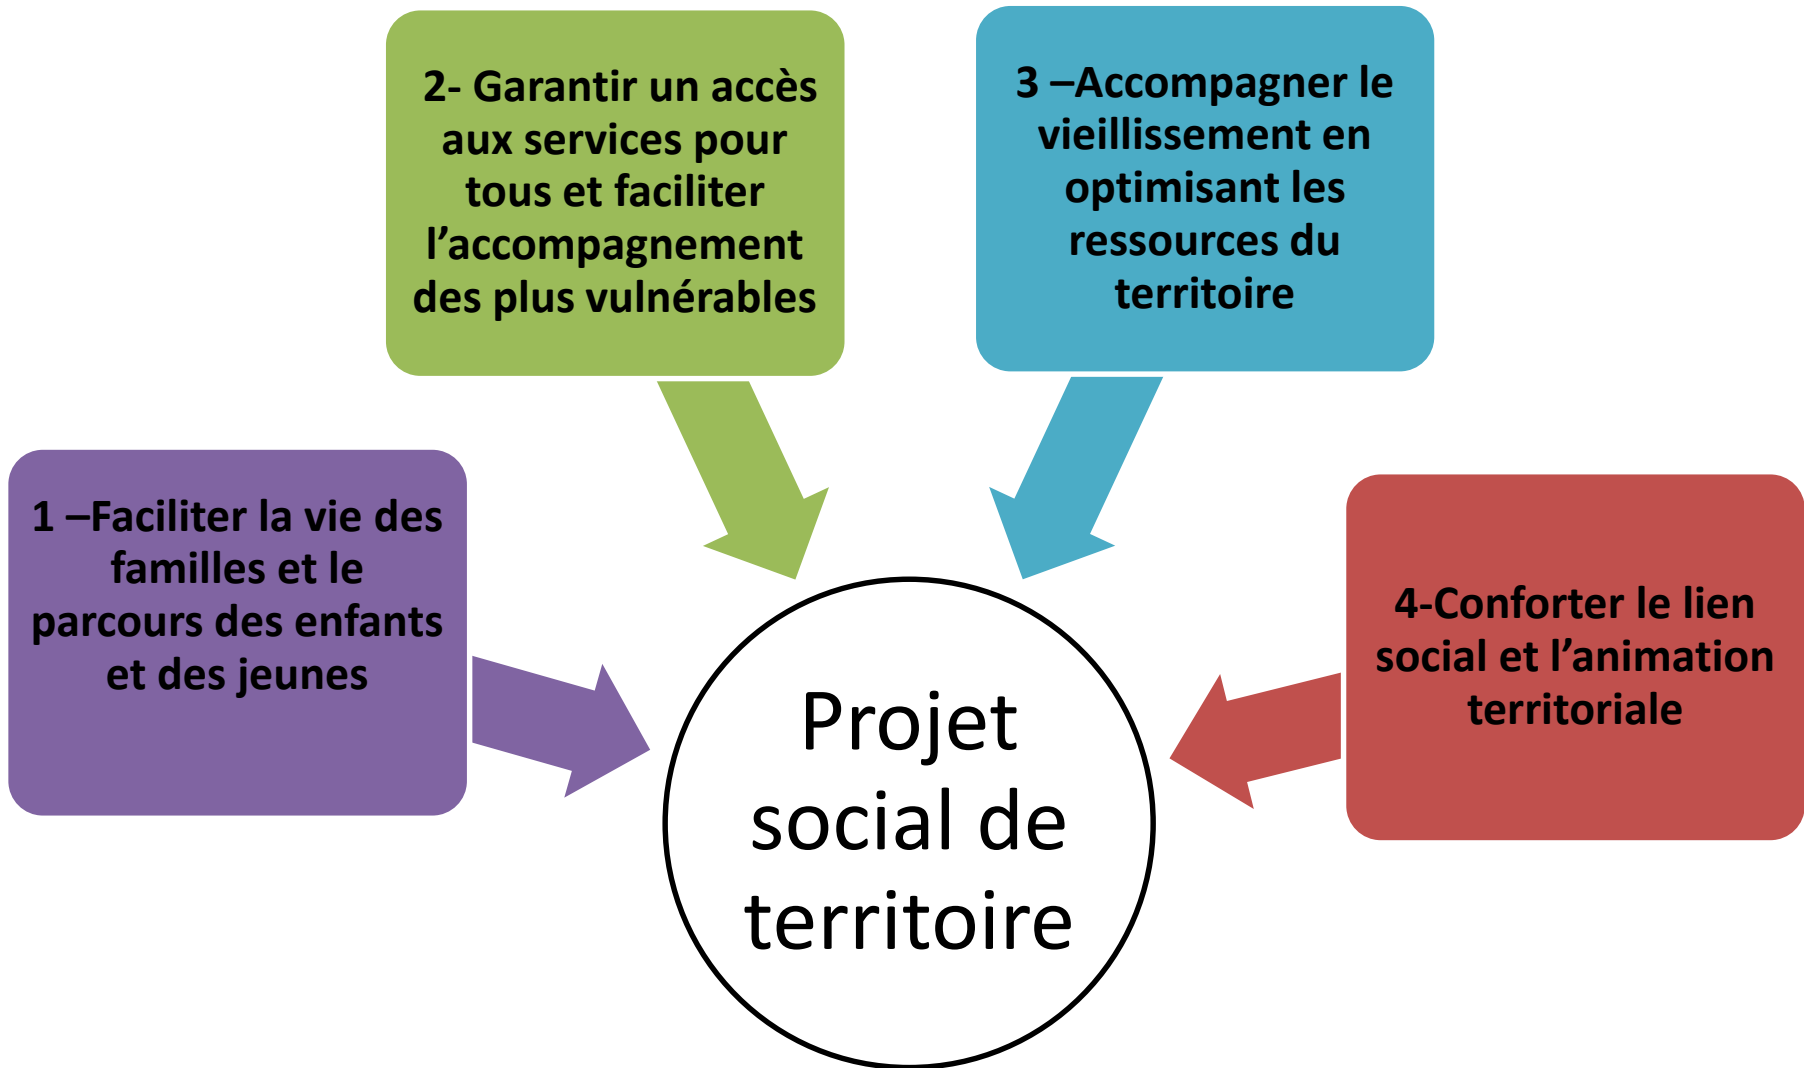 1 –Faciliter la vie des
familles et le
parcours des enfants
et des jeunes
2- Garantir un accès
aux services pour
tous et faciliter
l’accompagnement
des plus vulnérables
3 –Accompagner le
vieillissement en
optimisant les
ressources du
territoire
4-Conforter le lien
social et l’animation
territoriale
Projet
social de
territoire